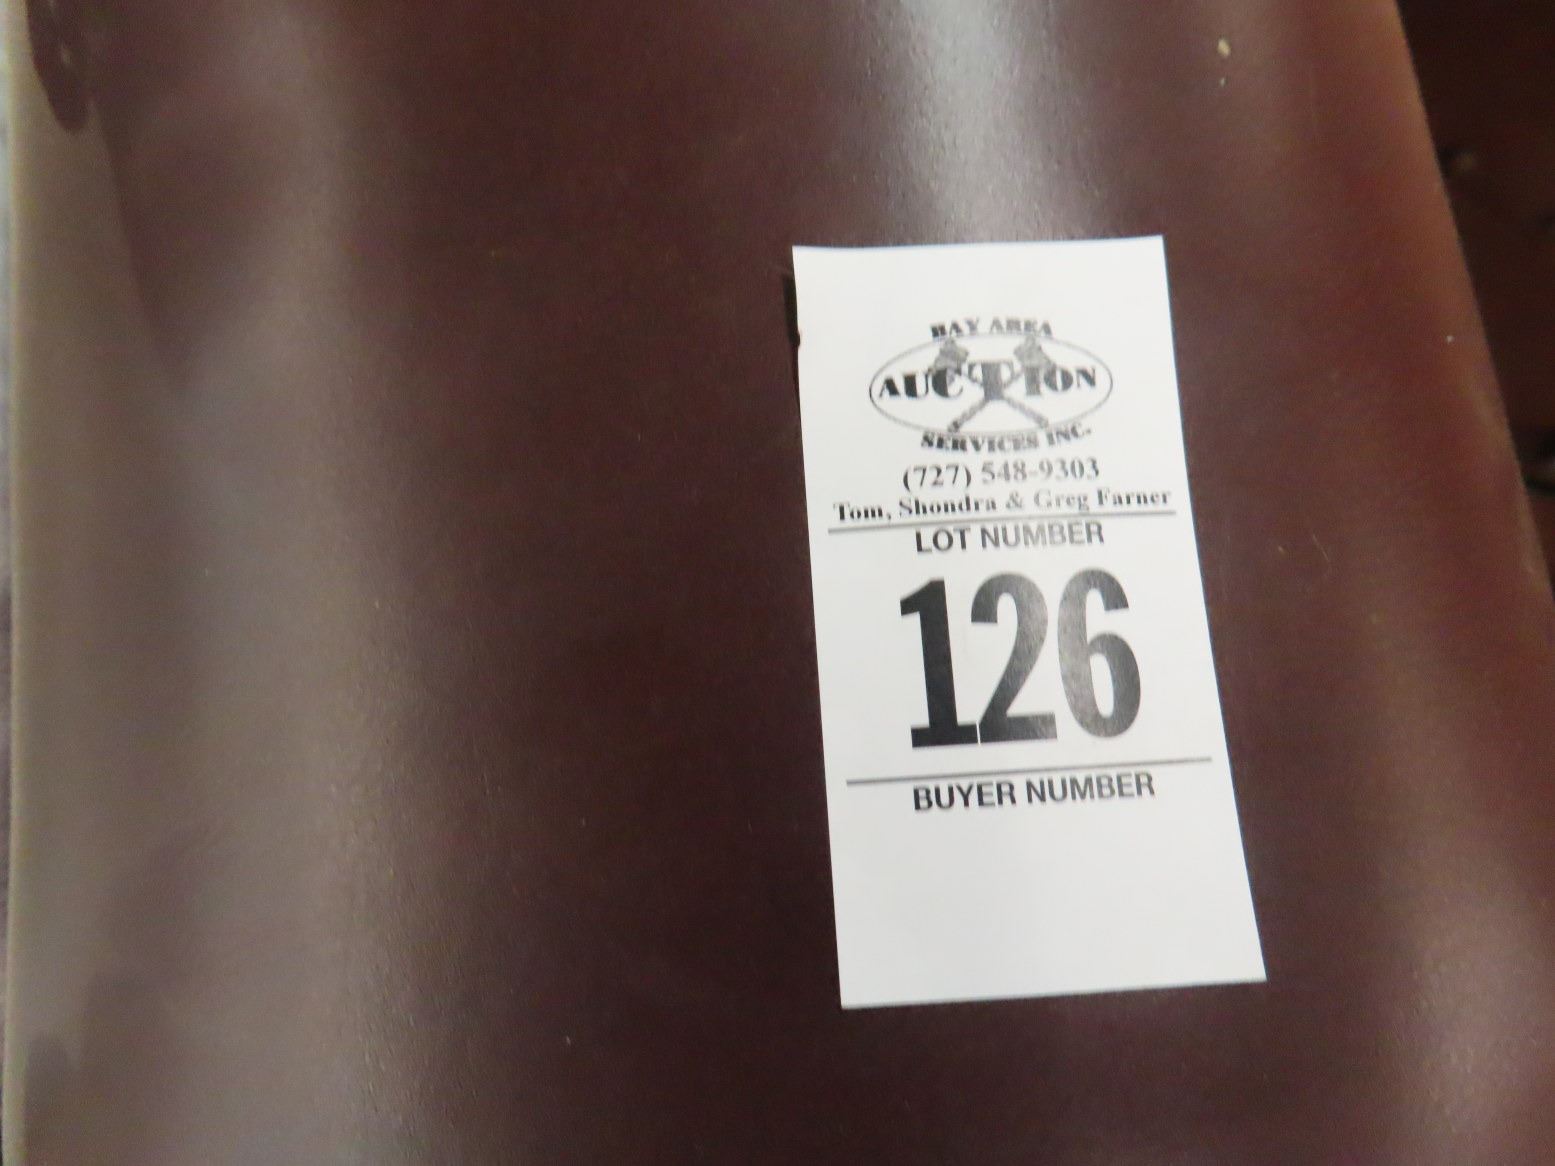 BAY AREA
AUCTION
SERVICES INC.
(727) 548-9303
Tom, Shondra & Greg Farner
LOT NUMBER
126
BUYER NUMBER